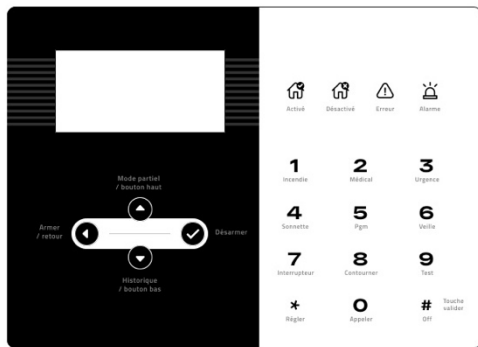 Activé Désactivé Erreur Alarme
Mode partiel
/ bouton haut
Armer
/ retour
Désarmer
Historique
/ bouton bas
1 2 3
Incendie Médical Urgence
4 5 6
Sonnette Pgm Veille
7 8 9
Interrupteur Contourner Test
* 0 # Touche
valider
Régler Appeler Off